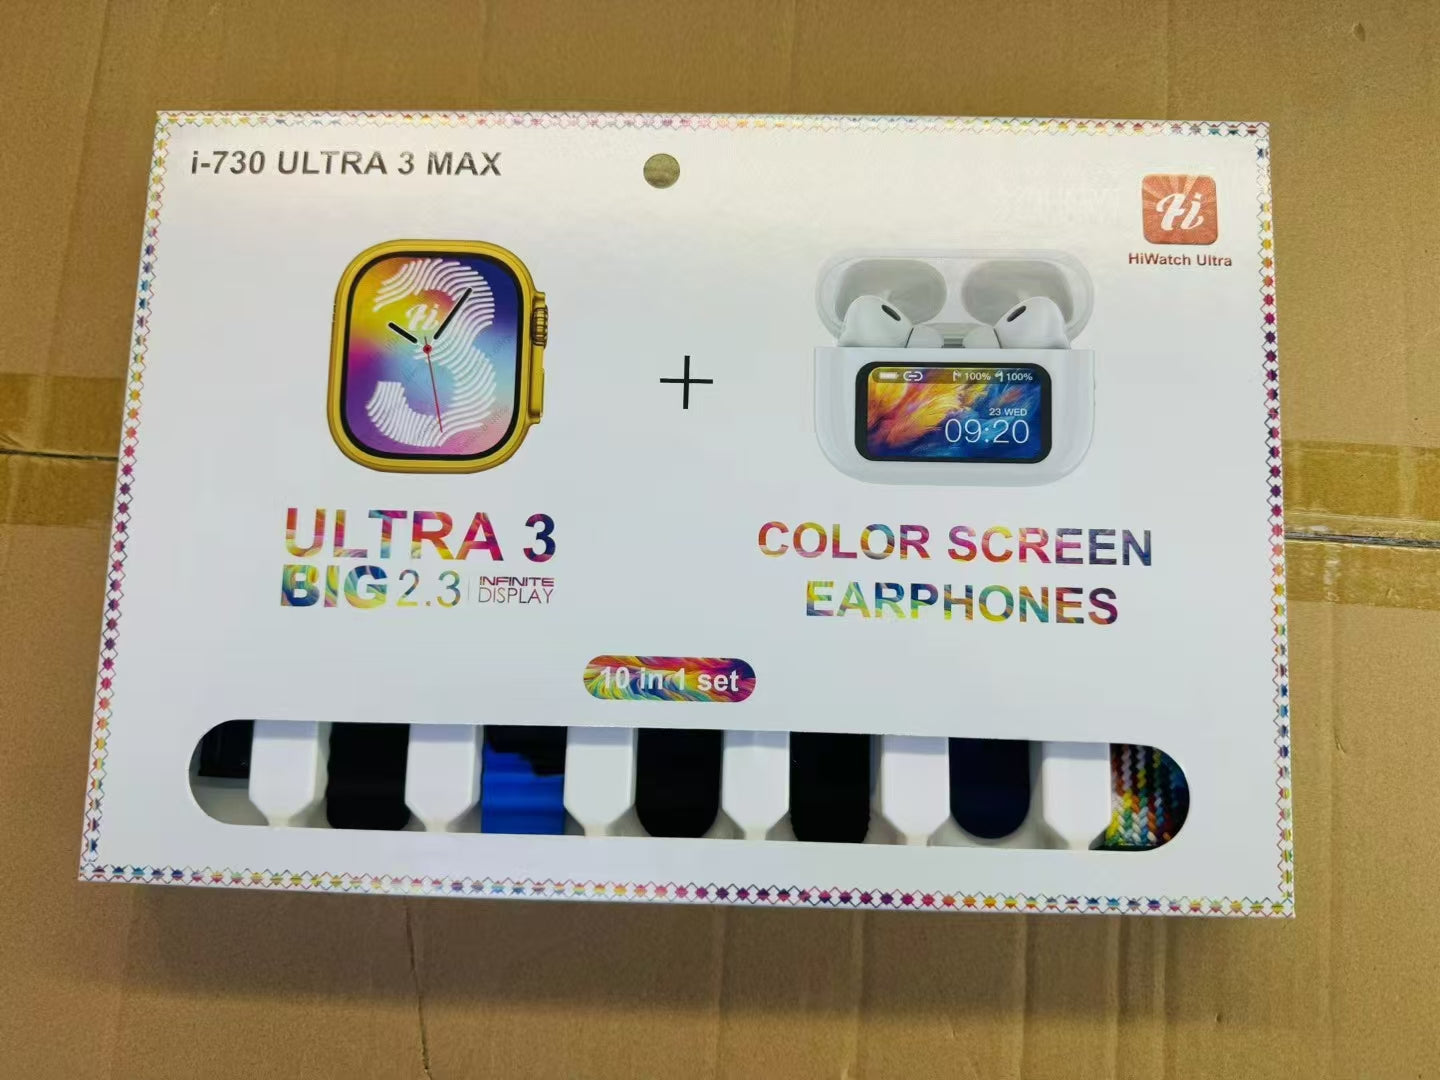 i-730 ULTRA 3 MAX
Hi
HiWatch Ultra
Hi
100% 100%
23 WED
09:20
ULTRA 3
BIG 2.3 INFINITE DISPLAY
COLOR SCREEN
EARPHONES
10 in 1 set